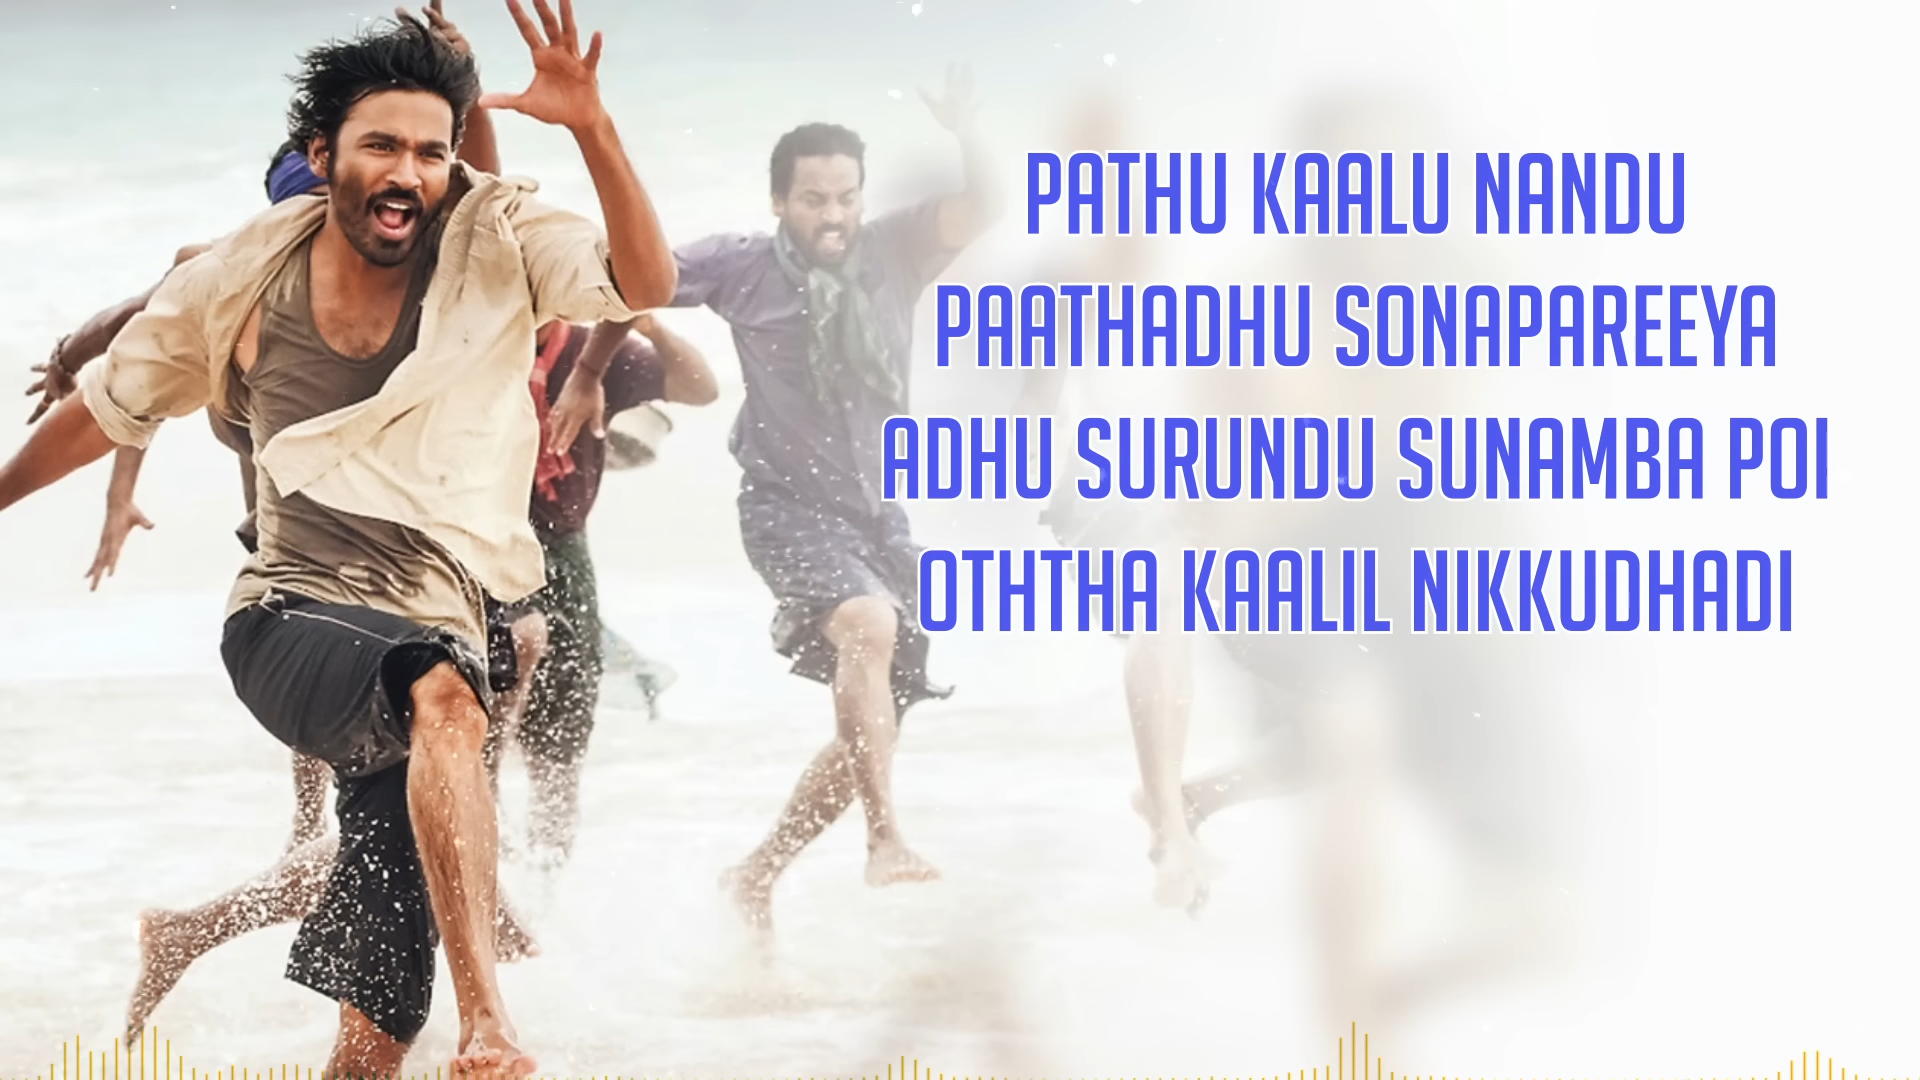 PATHU KAALU NANDU
PAATHADHU SONAPAREEYA
ADHU SURUNDU SUNAMBA POI
OTHTHA KAALIL NIKKUDHADI